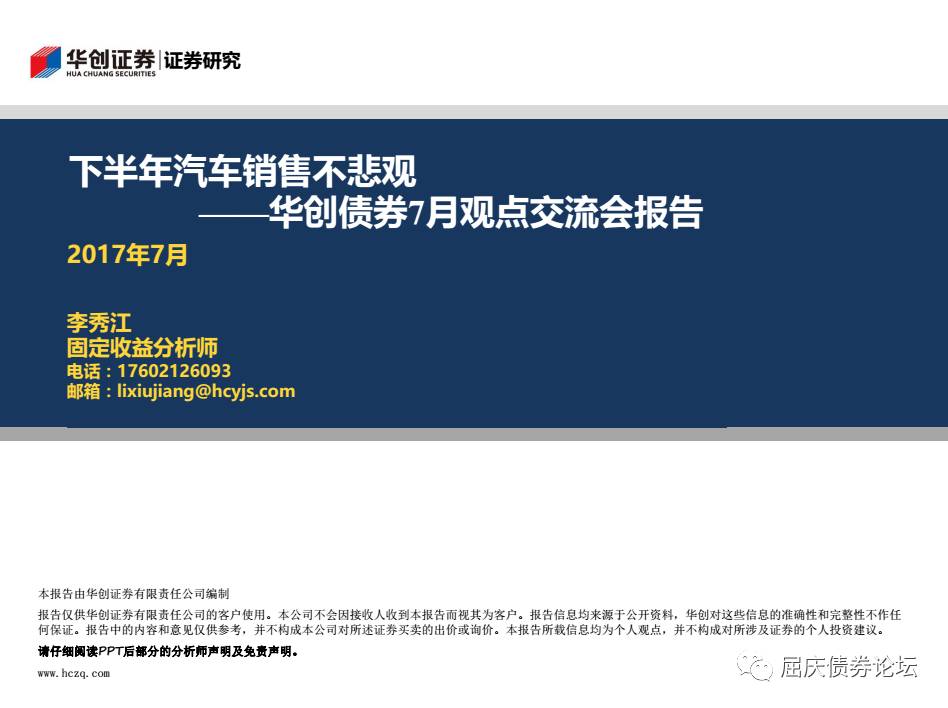 华创证券|证券研究
HUA CHUANG SECURITIES
下半年汽车销售不悲观
——华创债券7月观点交流会报告
2017年7月
李秀江
固定收益分析师
电话：17602126093
邮箱：lixiujiang@hcyjs.com
本报告由华创证券有限责任公司编制
报告仅供华创证券有限责任公司的客户使用。本公司不会因接收人收到本报告而视其为客户。报告信息均来源于公开资料，华创对这些信息的准确性和完整性不作任
何保证。报告中的内容和意见仅供参考，并不构成本公司对所述证券买卖的出价或询价。本报告所载信息均为个人观点，并不构成对所涉及证券的个人投资建议。
请仔细阅读PPT后部分的分析师声明及免责声明。
www.hczq.com
屈庆债券论坛